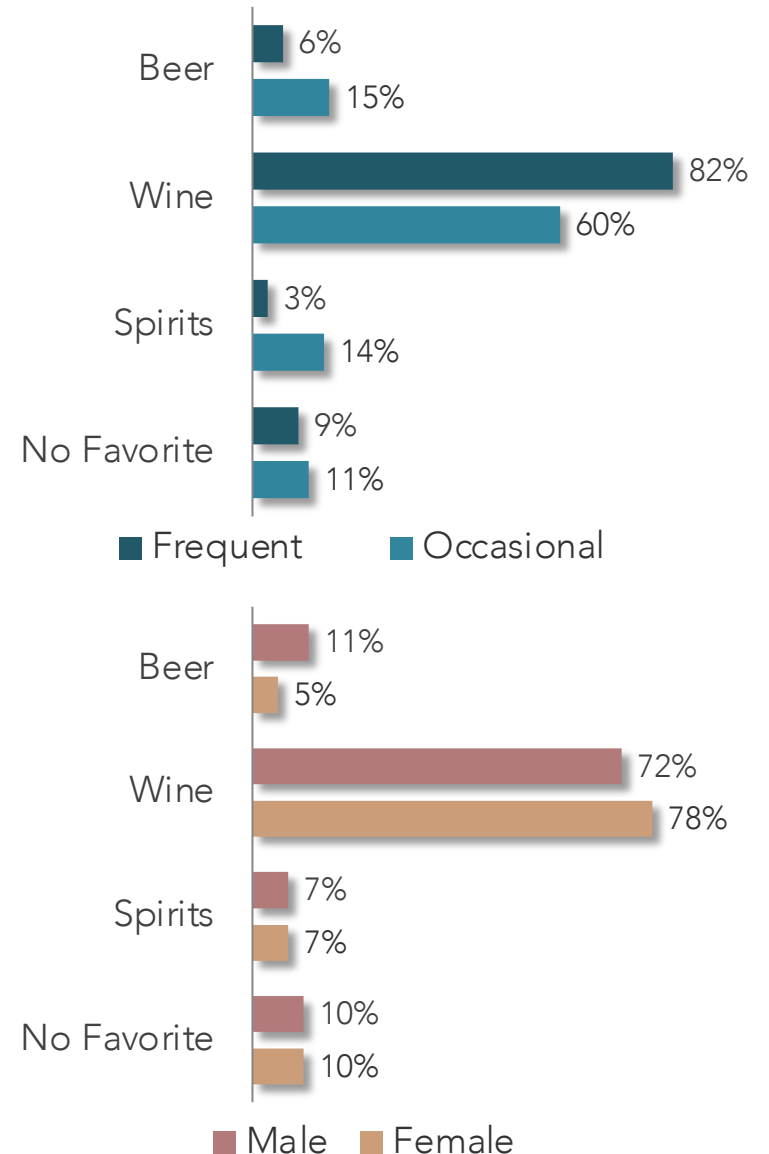 6%
Beer
15%
82%
Wine
60%
3%
Spirits
14%
9%
No Favorite
11%
Frequent Occasional
11%
Beer
5%
72%
Wine
78%
7%
Spirits
7%
10%
No Favorite
10%
Male Female